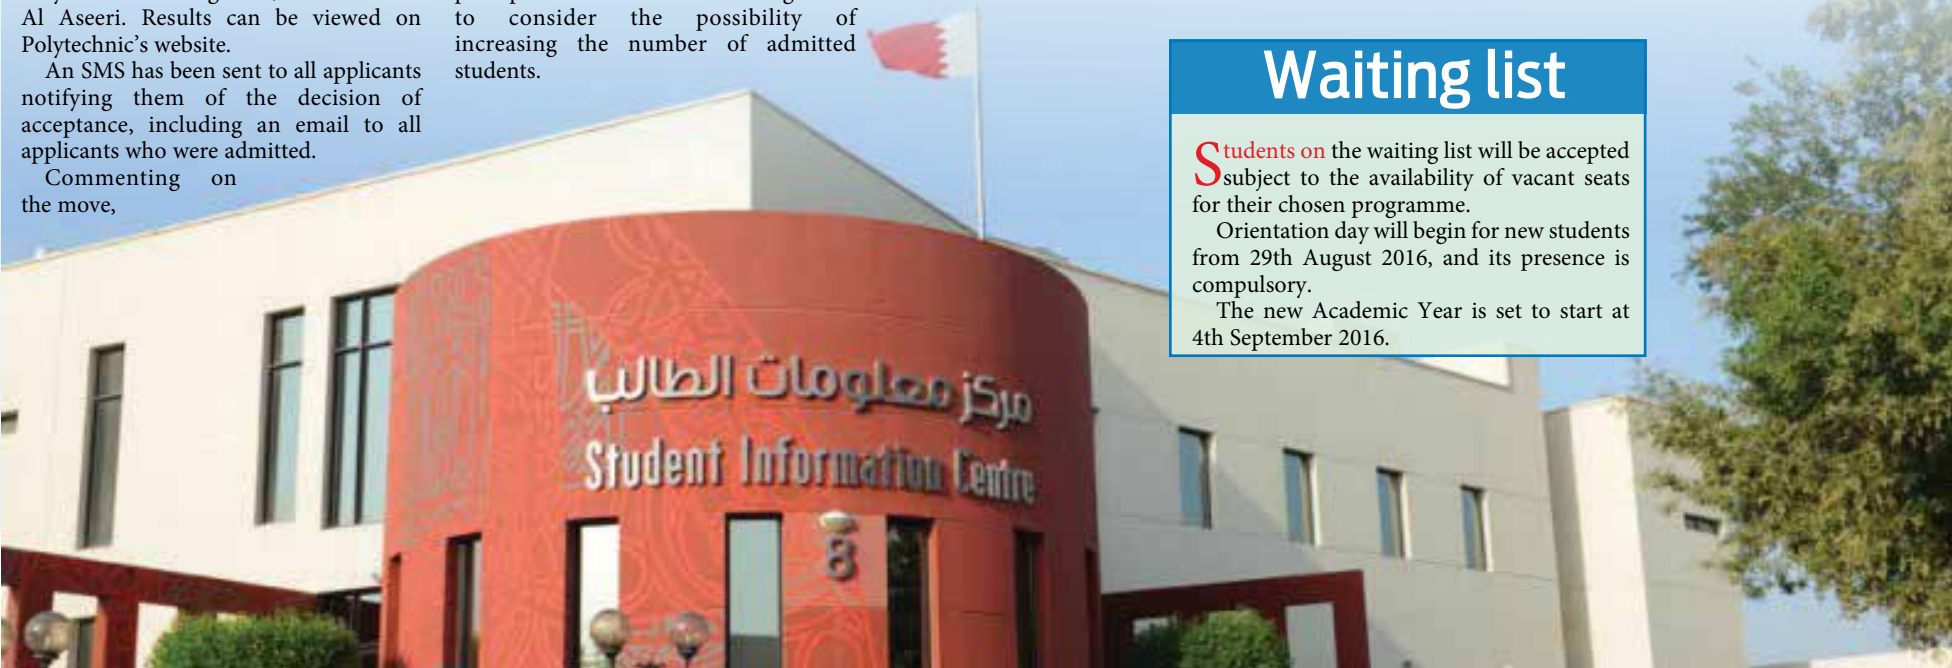 Al Aseeri. Results can be viewed on
Polytechnic's website.
An SMS has been sent to all applicants
notifying them of the decision of
acceptance, including an email to all
applicants who were admitted.
Commenting on
the move,
to consider the possibility of
increasing the number of admitted
students.
Waiting list
Students on the waiting list will be accepted
subject to the availability of vacant seats
for their chosen programme.
Orientation day will begin for new students
from 29th August 2016, and its presence is
compulsory.
The new Academic Year is set to start at
4th September 2016.
مركز معلومات الطالب
Student Information Centre
8